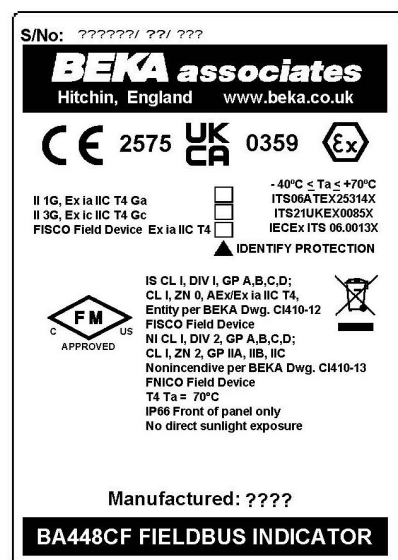 S/No: ??????/ ??/ ???
BEKA associates
Hitchin, England www.beka.co.uk
CE 2575 UK CA 0359 Ex
II 1G, Ex ia IIC T4 Ga
II 3G, Ex ic IIC T4 Gc
FISCO Field Device Ex ia IIC T4
- 40°C ≤ Ta ≤ +70°C
ITS06ATEX25314X
ITS21UKEX0085X
IECEx ITS 06.0013X
IDENTIFY PROTECTION
FM
C US
APPROVED
IS CL I, DIV I, GP A,B,C,D;
CL I, ZN 0, AEx/Ex ia IIC T4,
Entity per BEKA Dwg. CI410-12
FISCO Field Device
NI CL I, DIV 2, GP A,B,C,D;
CL I, ZN 2, GP IIA, IIB, IIC
Nonincendive per BEKA Dwg. CI410-13
FNICO Field Device
T4 Ta = 70°C
IP66 Front of panel only
No direct sunlight exposure
Manufactured: ????
BA448CF FIELDBUS INDICATOR